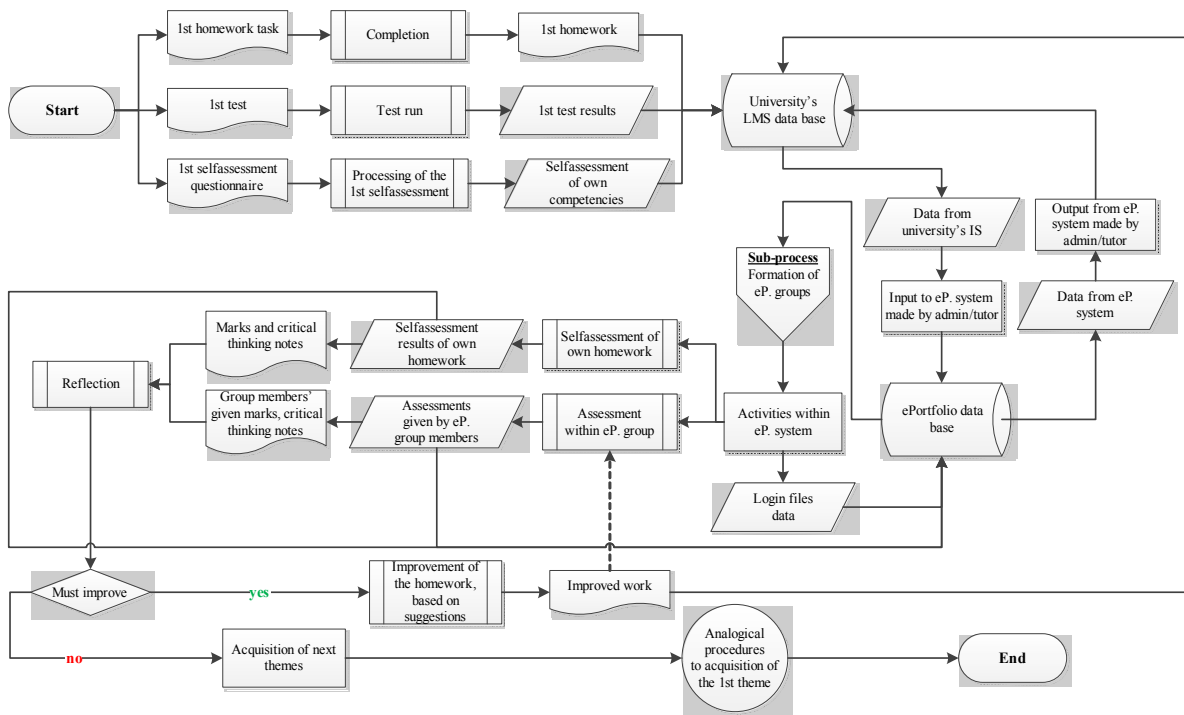 1st homework task
Completion
1st homework
Start
1st test
Test run
1st test results
University's
LMS data base
1st selfassessment
questionnaire
Processing of the
1st selfassessment
Selfassessment
of own
competencies
Data from
university's IS
Output from eP.
system made by
admin/tutor
Sub-process
Formation of
eP. groups
Input to eP. system
made by admin/tutor
Data from eP.
system
Marks and critical
thinking notes
Selfassessment
results of own
homework
Selfassessment of
own homework
Reflection
Group members'
given marks, critical
thinking notes
Assessments
given by eP.
group members
Assessment
within eP. group
Activities within
eP. system
ePortfolio data
base
Login files
data
Must improve
yes
Improvement of
the homework,
based on
suggestions
Improved work
no
Acquisition of next
themes
Analogical
procedures
to acquisition of
the 1st theme
End